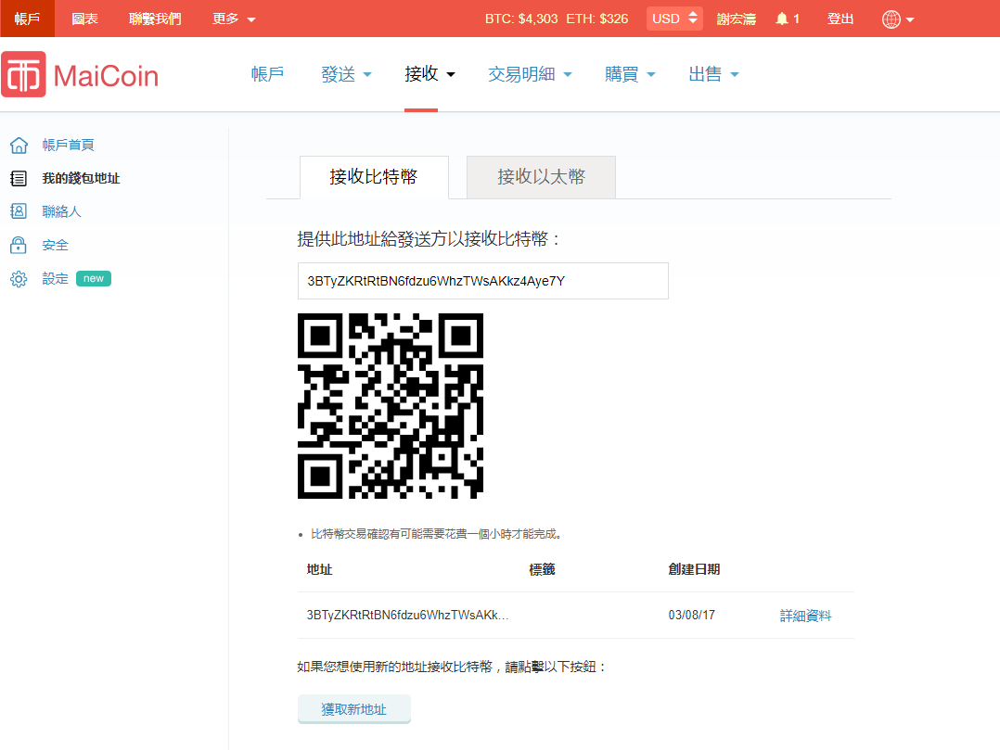 帳戶 圖表 聯繫我們 更多 BTC: $4,303 ETH: $326 USD 謝宏濤 1 登出
MaiCoin 帳戶 發送 接收 交易明細 購買 出售
帳戶首頁
我的錢包地址
聯絡人
安全
設定 new
接收比特幣 接收以太幣
提供此地址給發送方以接收比特幣：
3BTyZKRtRtBN6fdzu6WhzTWsAKkz4Aye7Y
• 比特幣交易確認有可能需要花費一個小時才能完成。
地址 標籤 創建日期
3BTyZKRtRtBN6fdzu6WhzTWsAKk... 03/08/17 詳細資料
如果您想使用新的地址接收比特幣，請點擊以下按鈕：
獲取新地址